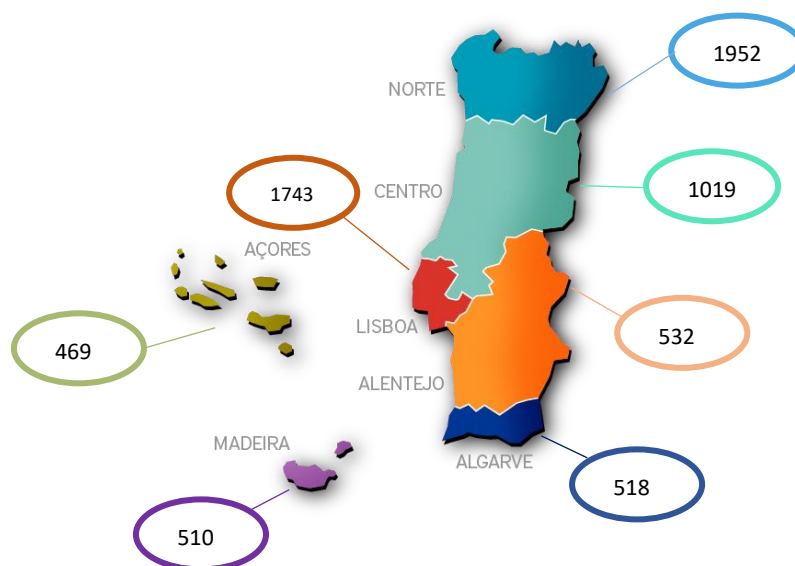 1952
NORTE
CENTRO
1019
1743
AÇORES
LISBOA
532
469
ALENTEJO
MADEIRA
ALGARVE
518
510